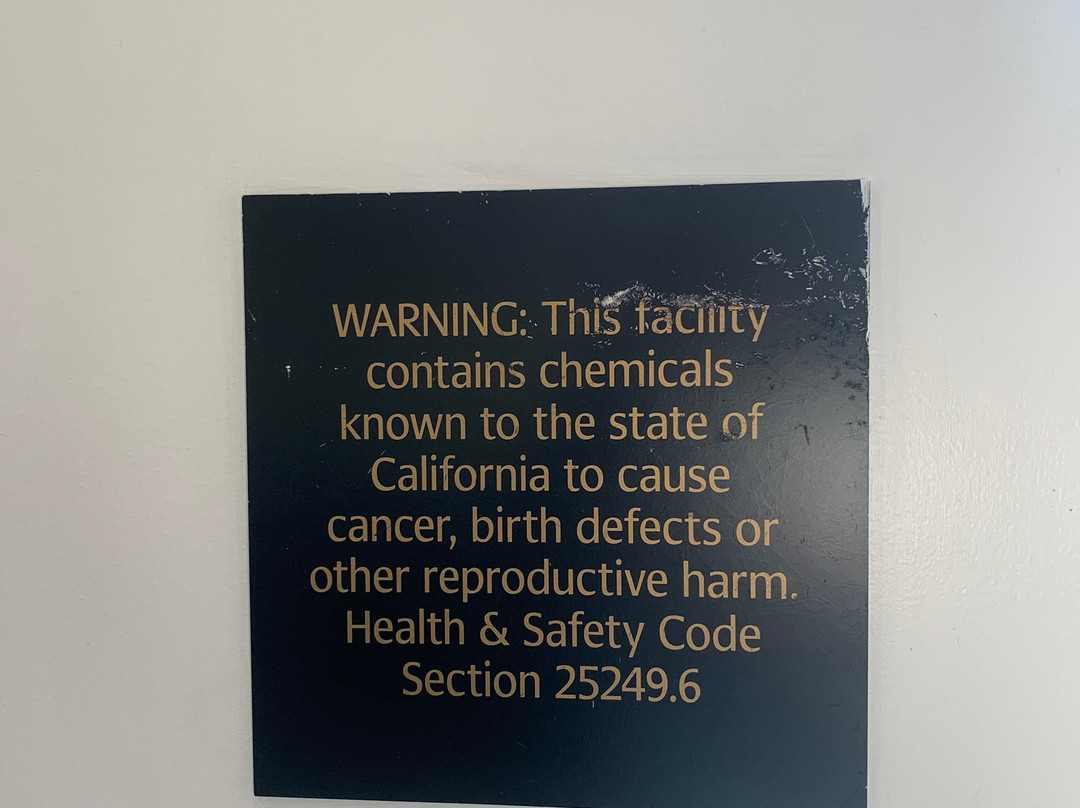 WARNING: This facility
contains chemicals
known to the state of
California to cause
cancer, birth defects or
other reproductive harm.
Health & Safety Code
Section 25249.6